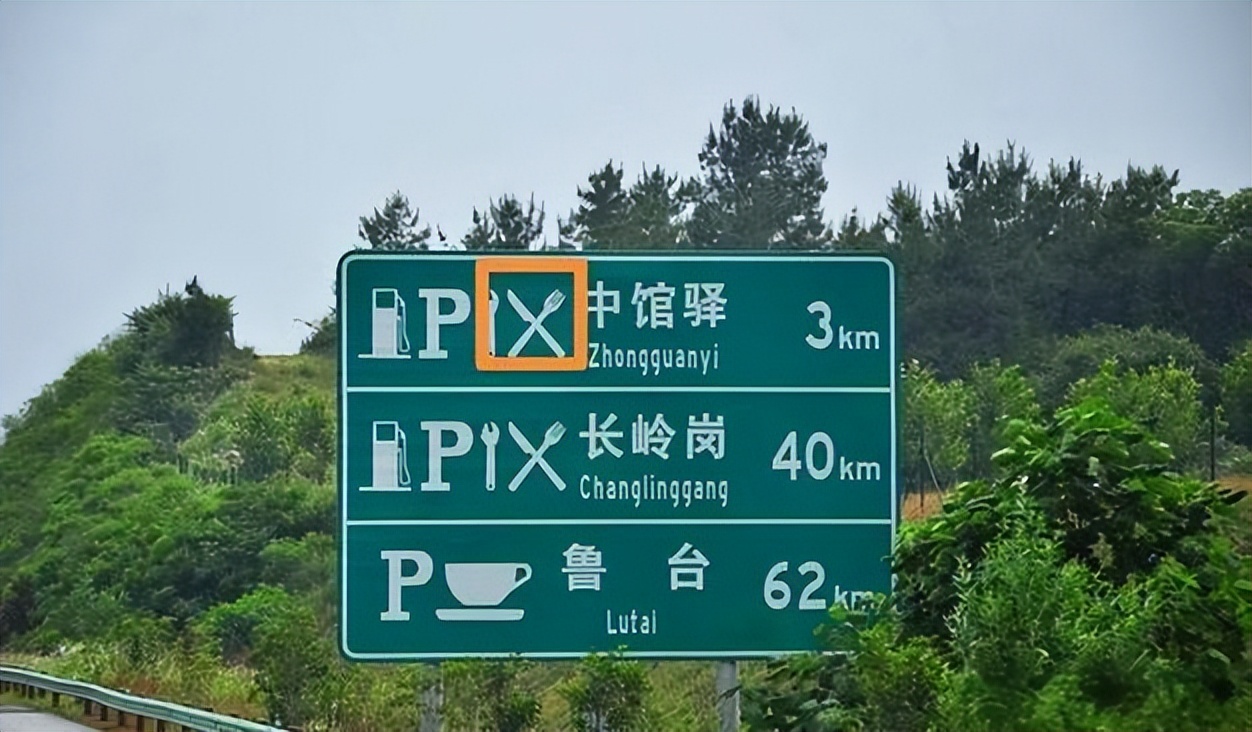 P 中馆驿 3km
Zhongguanyi
P 长岭岗 40km
Changlinggang
P 鲁台 62km
Lutai